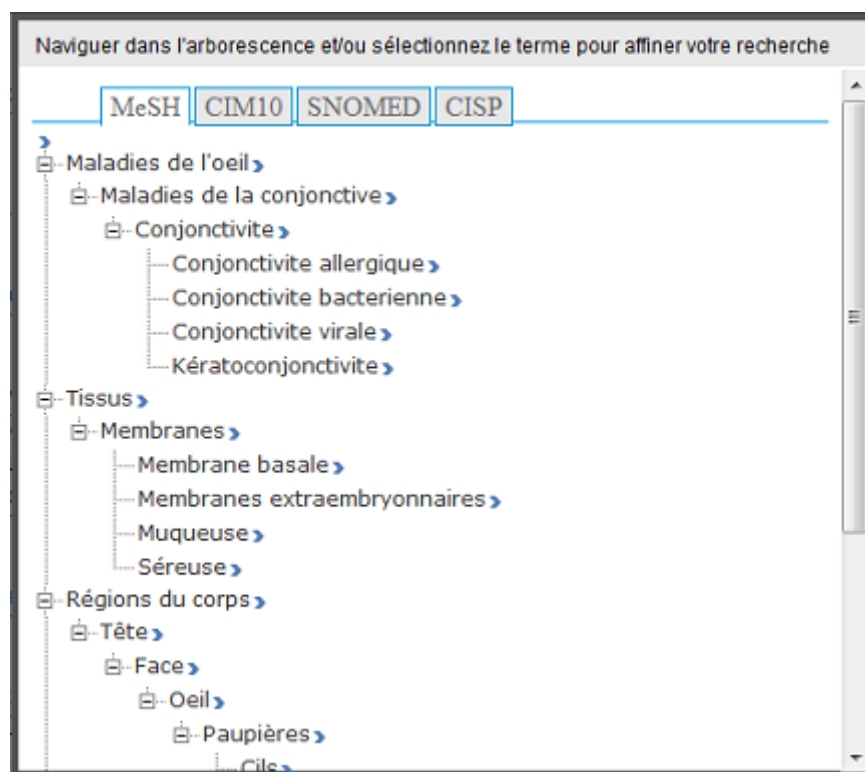 Naviguer dans l'arborescence et/ou sélectionnez le terme pour affiner votre recherche
MeSH CIM10 SNOMED CISP
Maladies de l'oeil
Maladies de la conjonctive
Conjonctivite
Conjonctivite allergique
Conjonctivite bacterienne
Conjonctivite virale
Kératoconjonctivite
Tissus
Membranes
Membrane basale
Membranes extraembryonnaires
Muqueuse
Séreuse
Régions du corps
Tête
Face
Oeil
Paupières
Cils